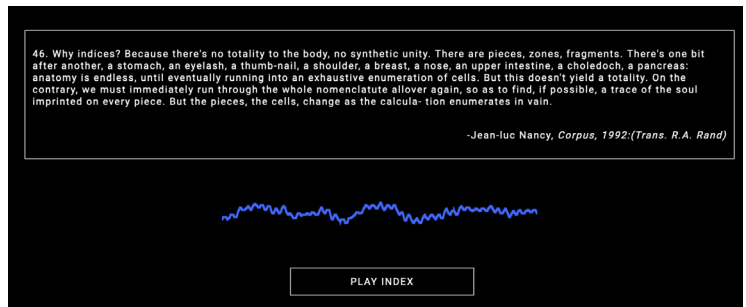 46. Why indices? Because there's no totality to the body, no synthetic unity. There are pieces, zones, fragments. There's one bit
after another, a stomach, an eyelash, a thumb-nail, a shoulder, a breast, a nose, an upper intestine, a choledoch, a pancreas:
anatomy is endless, until eventually running into an exhaustive enumeration of cells. But this doesn't yield a totality. On the
contrary, we must immediately run through the whole nomenclatute allover again, so as to find, if possible, a trace of the soul
imprinted on every piece. But the pieces, the cells, change as the calcula- tion enumerates in vain.
-Jean-luc Nancy, Corpus, 1992:(Trans. R.A. Rand)
PLAY INDEX